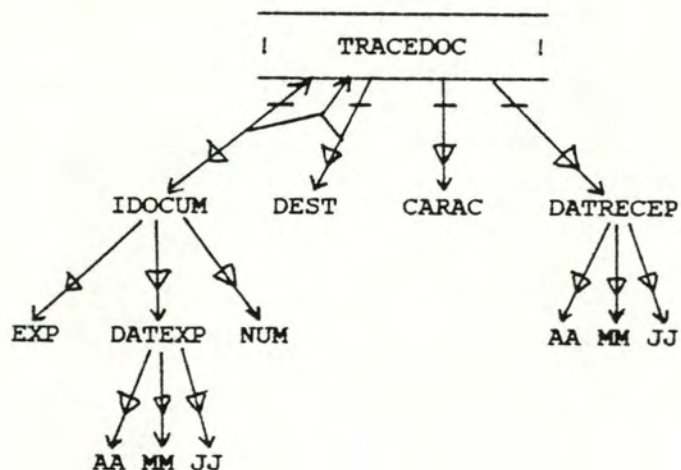 ! TRACEDOC !
IDOCUM DEST CARAC DATRECEP
EXP DATEXP NUM AA MM JJ
AA MM JJ